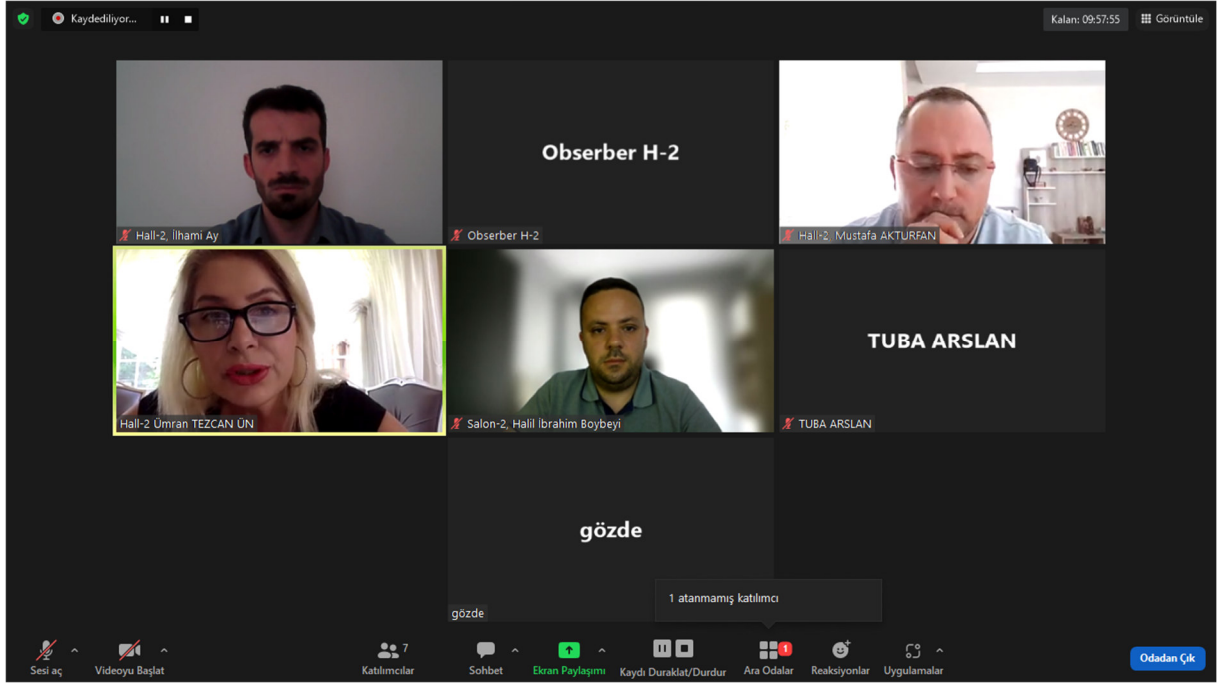 Kaydediliyor...
Kalan: 09:57:55
Görüntüle
Hall-2, İlhami Ay
Obserber H-2
Obserber H-2
Hall-2, Mustafa AKTURFAN
Hall-2 Ümran TEZCAN ÜN
Salon-2, Halil İbrahim Boybeyi
TUBA ARSLAN
TUBA ARSLAN
gözde
gözde
1 atanmamış katılımcı
Sesi aç
Videoyu Başlat
7
Katılımcılar
Sohbet
Ekran Paylaşımı
Kaydı Duraklat/Durdur
1
Ara Odalar
Reaksiyonlar
Uygulamalar
Odadan Çık